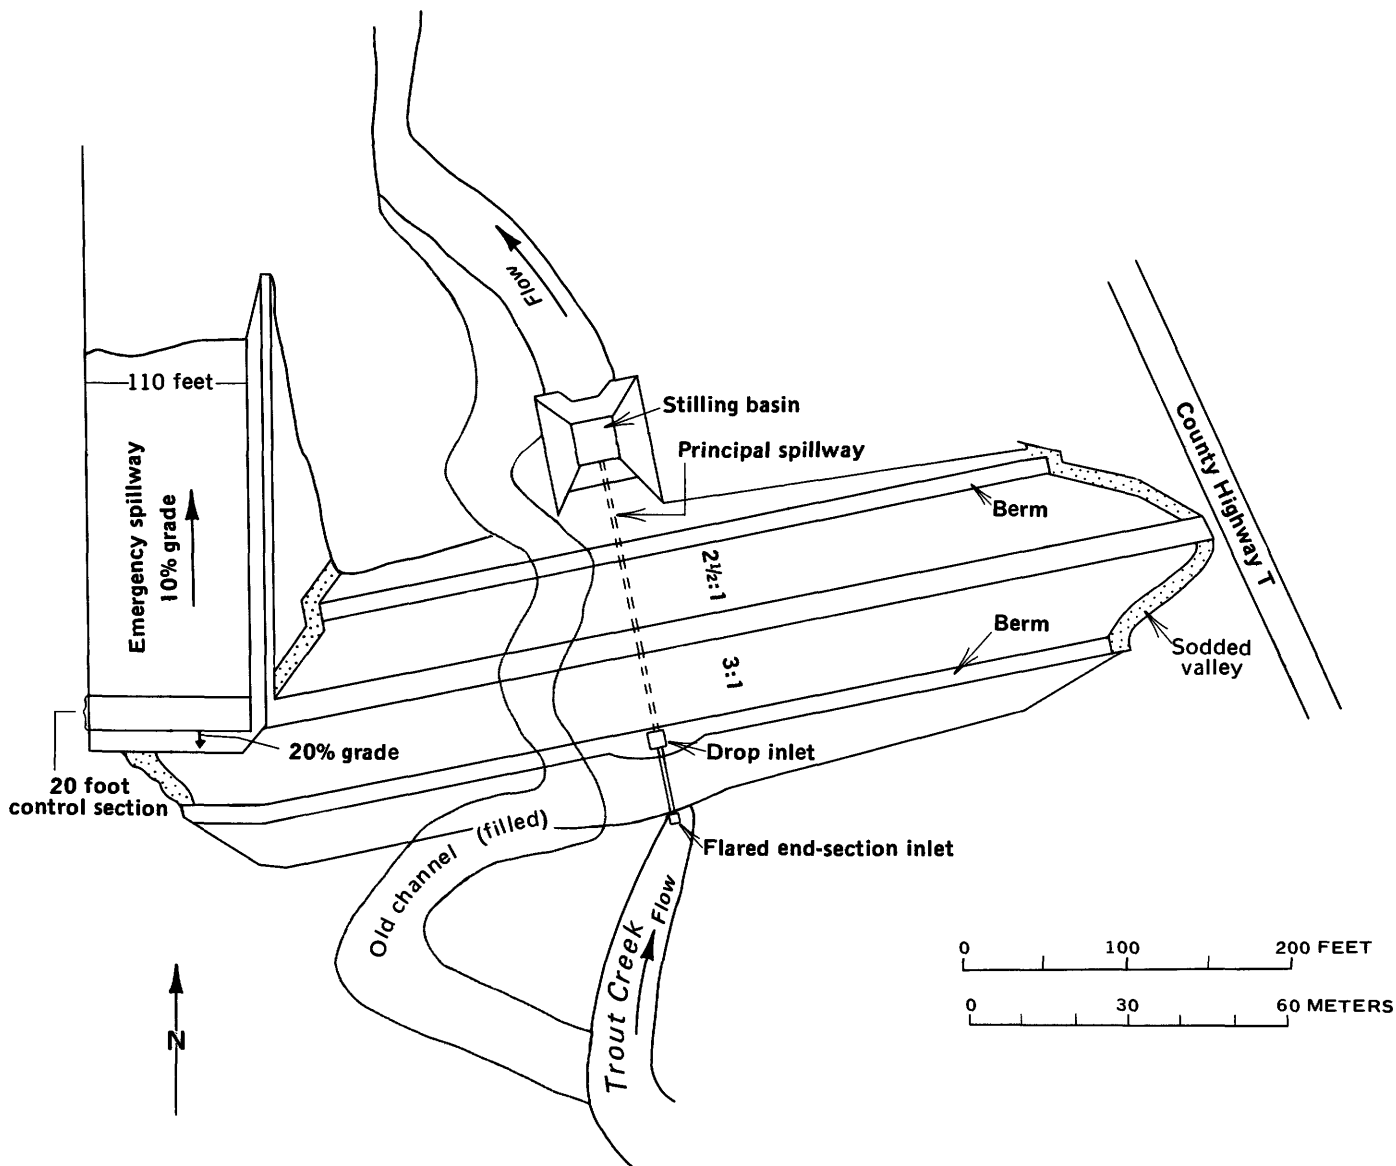 Flow
110 feet
Stilling basin
Principal spillway
County Highway T
Emergency spillway
10% grade
Berm
2½:1
Berm
3:1
Sodded
valley
20% grade
Drop inlet
20 foot
control section
Old channel (filled)
Flared end-section inlet
Flow
Trout Creek
N
0 100 200 FEET
0 30 60 METERS